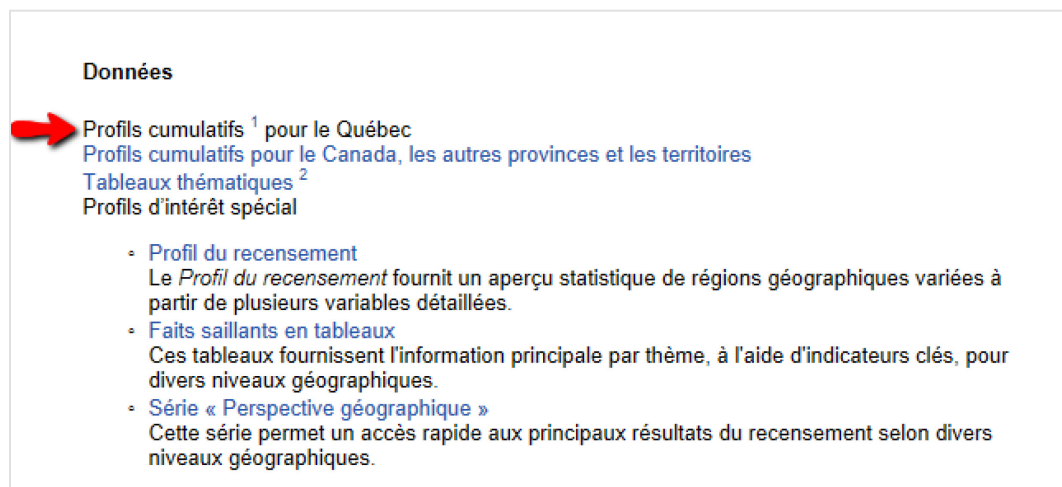 Données
Profils cumulatifs ¹ pour le Québec
Profils cumulatifs pour le Canada, les autres provinces et les territoires
Tableaux thématiques ²
Profils d'intérêt spécial
◦ Profil du recensement
Le Profil du recensement fournit un aperçu statistique de régions géographiques variées à
partir de plusieurs variables détaillées.
◦ Faits saillants en tableaux
Ces tableaux fournissent l'information principale par thème, à l'aide d'indicateurs clés, pour
divers niveaux géographiques.
◦ Série « Perspective géographique »
Cette série permet un accès rapide aux principaux résultats du recensement selon divers
niveaux géographiques.